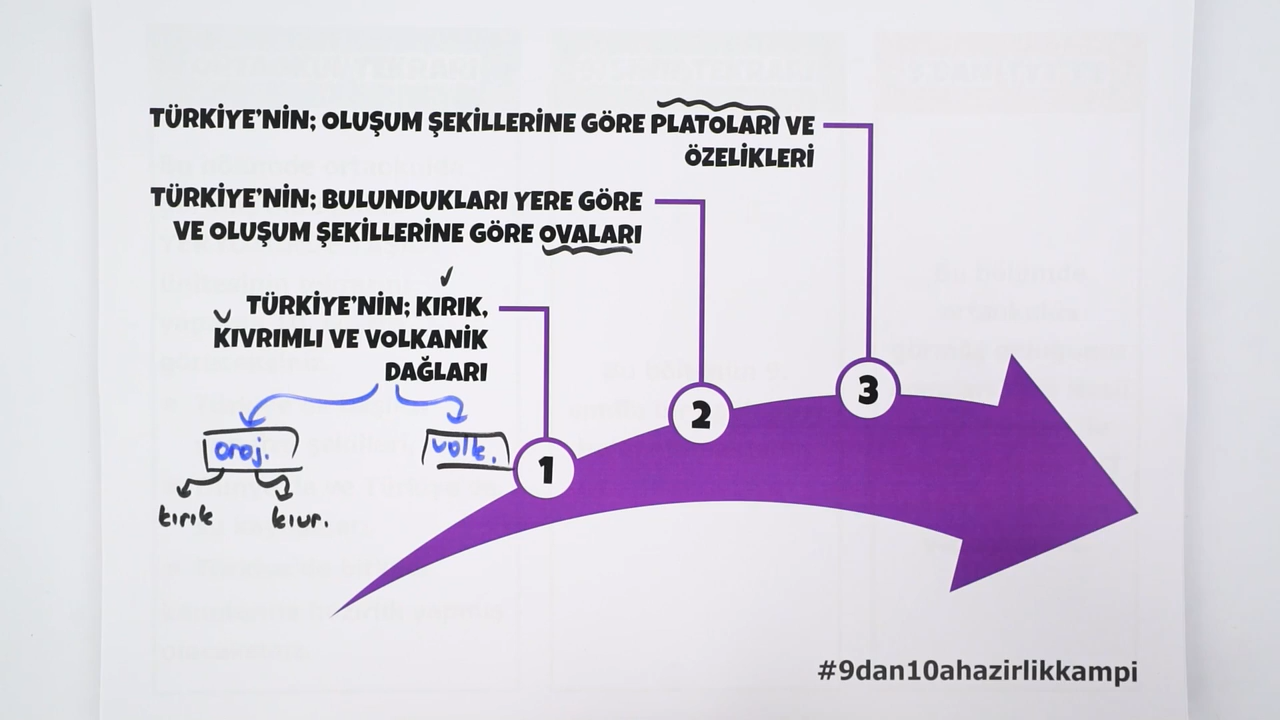 TÜRKİYE'NİN; OLUŞUM ŞEKİLLERİNE GÖRE PLATOLARI VE
ÖZELİKLERİ
TÜRKİYE'NİN; BULUNDUKLARI YERE GÖRE
VE OLUŞUM ŞEKİLLERİNE GÖRE OVALARI
TÜRKİYE'NİN; KIRIK,
KIVRIMLI VE VOLKANİK
DAĞLARI
oroj.
volk.
kırık
kıvr.
1
2
3
#9dan10ahazirlikkampi